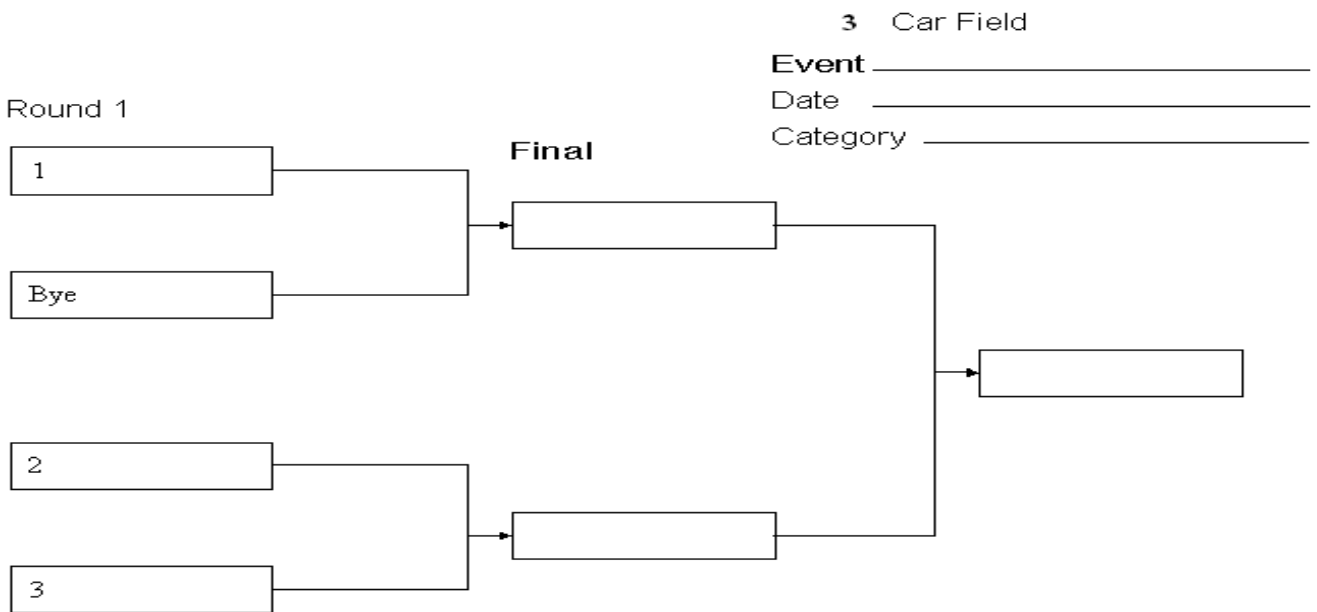 3 Car Field
Event
Date
Category
Round 1
Final
1
Bye
2
3